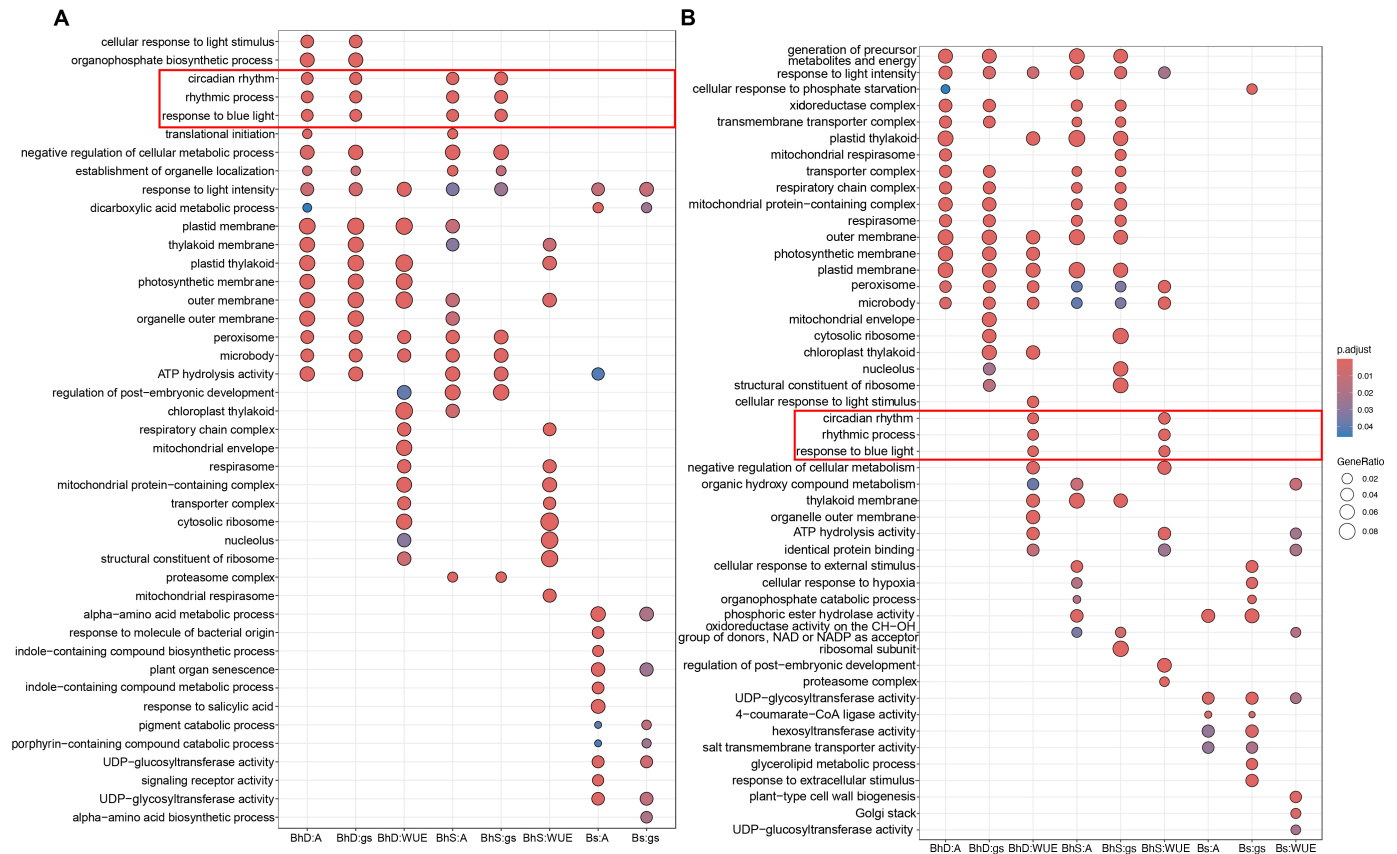 A
cellular response to light stimulus
organophosphate biosynthetic process
circadian rhythm
rhythmic process
response to blue light
translational initiation
negative regulation of cellular metabolic process
establishment of organelle localization
response to light intensity
dicarboxylic acid metabolic process
plastid membrane
thylakoid membrane
plastid thylakoid
photosynthetic membrane
outer membrane
organelle outer membrane
peroxisome
microbody
ATP hydrolysis activity
regulation of post−embryonic development
chloroplast thylakoid
respiratory chain complex
mitochondrial envelope
respirasome
mitochondrial protein−containing complex
transporter complex
cytosolic ribosome
nucleolus
structural constituent of ribosome
proteasome complex
mitochondrial respirasome
alpha−amino acid metabolic process
response to molecule of bacterial origin
indole−containing compound biosynthetic process
plant organ senescence
indole−containing compound metabolic process
response to salicylic acid
pigment catabolic process
porphyrin−containing compound catabolic process
UDP−glucosyltransferase activity
signaling receptor activity
UDP−glycosyltransferase activity
alpha−amino acid biosynthetic process
BhD:A BhD:gs BhD:WUE BhS:A BhS:gs BhS:WUE Bs:A Bs:gs
B
generation of precursor
metabolites and energy
response to light intensity
cellular response to phosphate starvation
xidoreductase complex
transmembrane transporter complex
plastid thylakoid
mitochondrial respirasome
transporter complex
respiratory chain complex
mitochondrial protein−containing complex
respirasome
outer membrane
photosynthetic membrane
plastid membrane
peroxisome
microbody
mitochondrial envelope
cytosolic ribosome
chloroplast thylakoid
nucleolus
structural constituent of ribosome
cellular response to light stimulus
circadian rhythm
rhythmic process
response to blue light
negative regulation of cellular metabolism
organic hydroxy compound metabolism
thylakoid membrane
organelle outer membrane
ATP hydrolysis activity
identical protein binding
cellular response to external stimulus
cellular response to hypoxia
organophosphate catabolic process
phosphoric ester hydrolase activity
oxidoreductase activity on the CH−OH
group of donors, NAD or NADP as acceptor
ribosomal subunit
regulation of post−embryonic development
proteasome complex
UDP−glycosyltransferase activity
4−coumarate−CoA ligase activity
hexosyltransferase activity
salt transmembrane transporter activity
glycerolipid metabolic process
response to extracellular stimulus
plant−type cell wall biogenesis
Golgi stack
UDP−glucosyltransferase activity
BhD:A BhD:gs BhD:WUE BhS:A BhS:gs BhS:WUE Bs:A Bs:gs Bs:WUE
p.adjust
0.01
0.02
0.03
0.04
GeneRatio
0.02
0.04
0.06
0.08